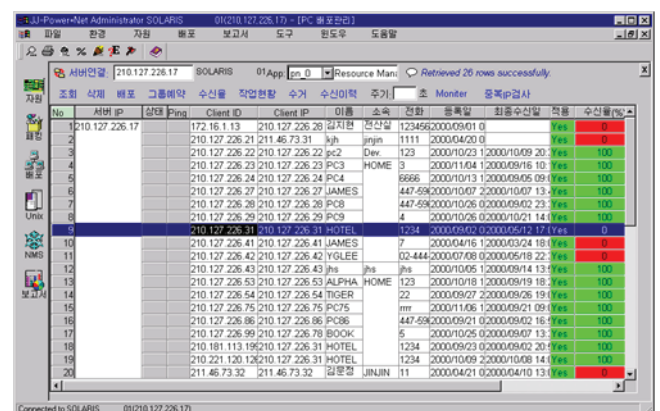 JJ-Power-Net Administrator SOLARIS 01(210,127,226,17) - [PC 배포관리]
파일 환경 자원 배포 보고서 도구 윈도우 도움말
서버연결: 210.127.226.17 SOLARIS 01 App: pn_0 Resource Mana Retrieved 26 rows successfully.
조회 삭제 배포 그룹예약 수신율 작업현황 수신이력 주기: 초 Moniter 중복ip검사
자원
패킹
배포
Unix
NMS
보고서
No 서버 IP 상태 Ping Client ID Client IP 이름 소속 전화 등록일 최종수신일 적용 수신율(%)
1 210.127.226.17 172.16.1.13 210.127.226.28 김지현 전산실 123456 2000/09/01 0 Yes 0
2 210.127.226.21 211.46.73.31 kjh jinjin 1111 2000/04/20 0 Yes 0
3 210.127.226.22 210.127.226.22 pc2 Dev. 123 2000/10/23 1 2000/10/09 20: Yes 100
4 210.127.226.23 210.127.226.23 PC3 HOME 3 2000/11/04 1 2000/09/16 10: Yes 100
5 210.127.226.24 210.127.226.24 PC4 6666 2000/10/13 1 2000/09/05 09:0 Yes 100
6 210.127.226.27 210.127.226.27 JAMES 447-596 2000/10/07 2 2000/10/07 13: Yes 100
7 210.127.226.28 210.127.226.28 PC8 447-596 2000/10/26 0 2000/09/02 23: Yes 100
8 210.127.226.29 210.127.226.29 PC9 4 2000/10/26 0 2000/10/21 14:0 Yes 100
9 210.127.226.31 210.127.226.31 HOTEL 1234 2000/09/02 0 2000/05/12 17 Yes 0
10 210.127.226.41 210.127.226.41 JAMES 7 2000/04/16 1 2000/03/24 18:0 Yes 0
11 210.127.226.42 210.127.226.42 YGLEE 02-444- 2000/07/08 0 2000/05/18 22: Yes 0
12 210.127.226.43 210.127.226.43 jhs jhs jhs 2000/10/05 1 2000/09/14 13: Yes 100
13 210.127.226.53 210.127.226.53 ALPHA HOME 123 2000/10/18 1 2000/09/19 18: Yes 100
14 210.127.226.54 210.127.226.54 TIGER 22 2000/09/27 2 2000/09/26 19:0 Yes 100
15 210.127.226.75 210.127.226.75 PC75 rrrr 2000/11/06 1 2000/09/21 09:0 Yes 100
16 210.127.226.86 210.127.226.86 PC86 447-596 2000/09/21 0 2000/09/02 16: Yes 100
17 210.127.226.99 210.127.226.78 BOOK 5 2000/10/25 0 2000/09/07 13: Yes 100
18 210.181.113.19 210.127.226.31 HOTEL 1234 2000/09/23 0 2000/09/02 20: Yes 100
19 210.221.120.12 210.127.226.31 HOTEL 1234 2000/10/09 2 2000/10/08 14:0 Yes 100
20 211.46.73.32 211.46.73.32 김문정 JINJIN 11 2000/04/21 0 2000/04/10 13: Yes 0
Connected to SOLARIS 01(210.127.226.17)